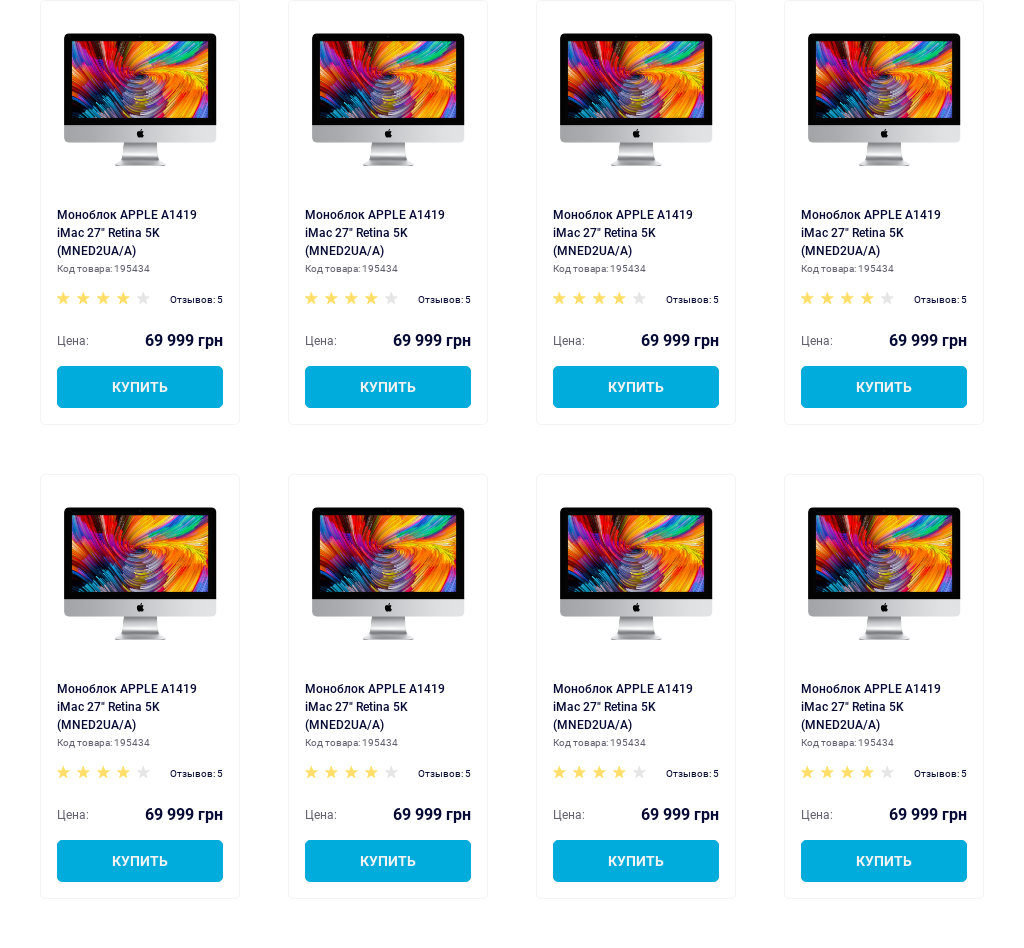 Моноблок APPLE A1419
iMac 27" Retina 5K
(MNED2UA/A)
Код товара: 195434
Отзывов: 5
Цена: 69 999 грн
КУПИТЬ
Моноблок APPLE A1419
iMac 27" Retina 5K
(MNED2UA/A)
Код товара: 195434
Отзывов: 5
Цена: 69 999 грн
КУПИТЬ
Моноблок APPLE A1419
iMac 27" Retina 5K
(MNED2UA/A)
Код товара: 195434
Отзывов: 5
Цена: 69 999 грн
КУПИТЬ
Моноблок APPLE A1419
iMac 27" Retina 5K
(MNED2UA/A)
Код товара: 195434
Отзывов: 5
Цена: 69 999 грн
КУПИТЬ
Моноблок APPLE A1419
iMac 27" Retina 5K
(MNED2UA/A)
Код товара: 195434
Отзывов: 5
Цена: 69 999 грн
КУПИТЬ
Моноблок APPLE A1419
iMac 27" Retina 5K
(MNED2UA/A)
Код товара: 195434
Отзывов: 5
Цена: 69 999 грн
КУПИТЬ
Моноблок APPLE A1419
iMac 27" Retina 5K
(MNED2UA/A)
Код товара: 195434
Отзывов: 5
Цена: 69 999 грн
КУПИТЬ
Моноблок APPLE A1419
iMac 27" Retina 5K
(MNED2UA/A)
Код товара: 195434
Отзывов: 5
Цена: 69 999 грн
КУПИТЬ